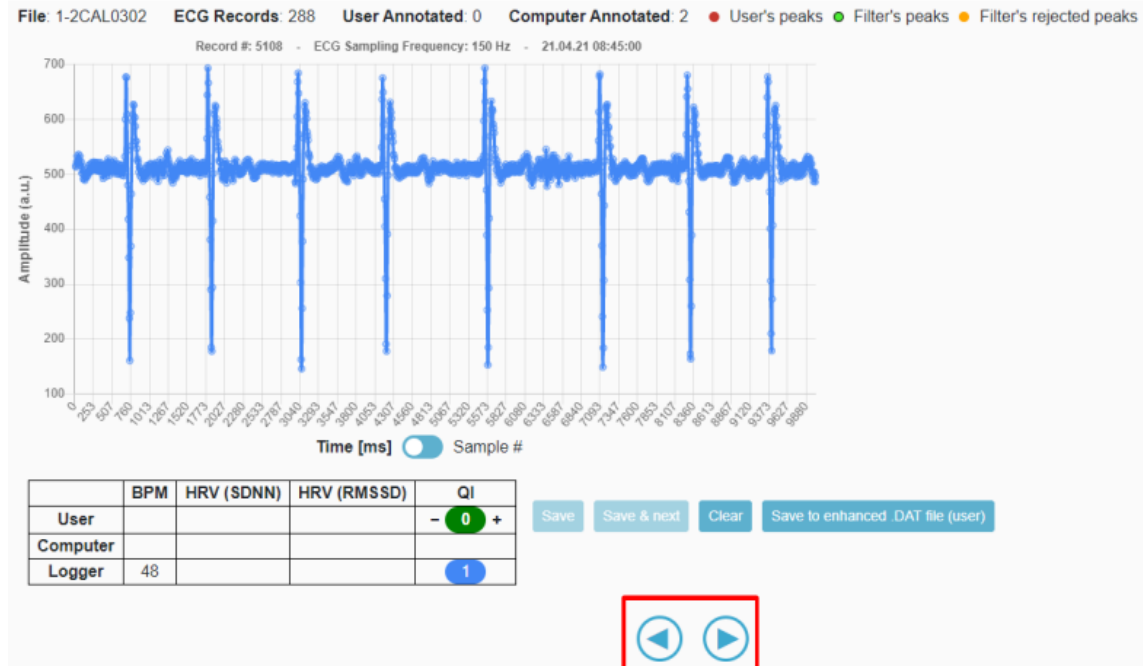 File: 1-2CAL0302 ECG Records: 288 User Annotated: 0 Computer Annotated: 2 User's peaks Filter's peaks Filter's rejected peaks
Record #: 5108 - ECG Sampling Frequency: 150 Hz - 21.04.21 08:45:00
Amplitude (a.u.)
700
600
500
400
300
200
100
0 253 507 760 1013 1267 1520 1773 2027 2280 2533 2787 3040 3293 3547 3800 4053 4307 4560 4813 5067 5320 5573 5827 6080 6333 6587 6840 7093 7347 7600 7853 8107 8360 8613 8867 9120 9373 9627 9880
Time [ms] Sample #
BPM HRV (SDNN) HRV (RMSSD) QI
User - 0 + Save Save & next Clear Save to enhanced .DAT file (user)
Computer
Logger 48 1